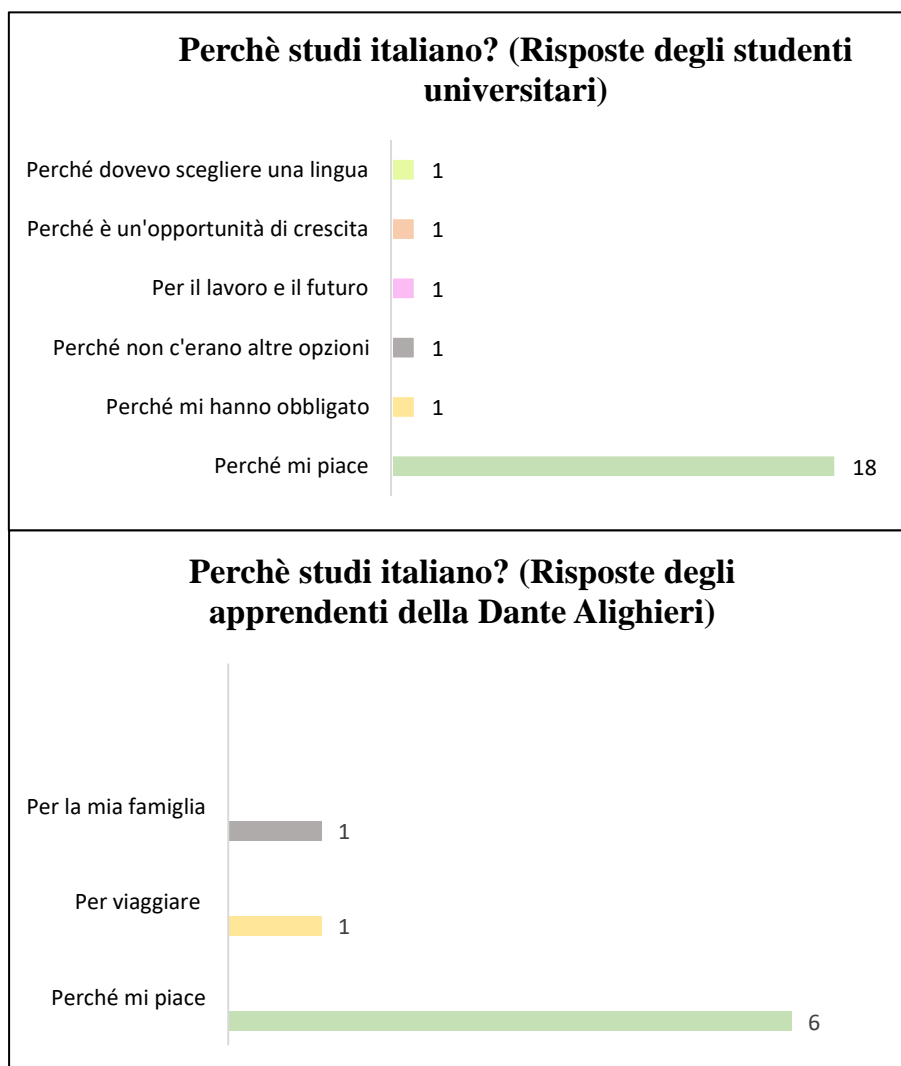 Perchè studi italiano? (Risposte degli studenti
universitari)
Perché dovevo scegliere una lingua
1
Perché è un'opportunità di crescita
1
Per il lavoro e il futuro
1
Perché non c'erano altre opzioni
1
Perché mi hanno obbligato
1
Perché mi piace
18
Perchè studi italiano? (Risposte degli
apprendenti della Dante Alighieri)
Per la mia famiglia
1
Per viaggiare
1
Perché mi piace
6